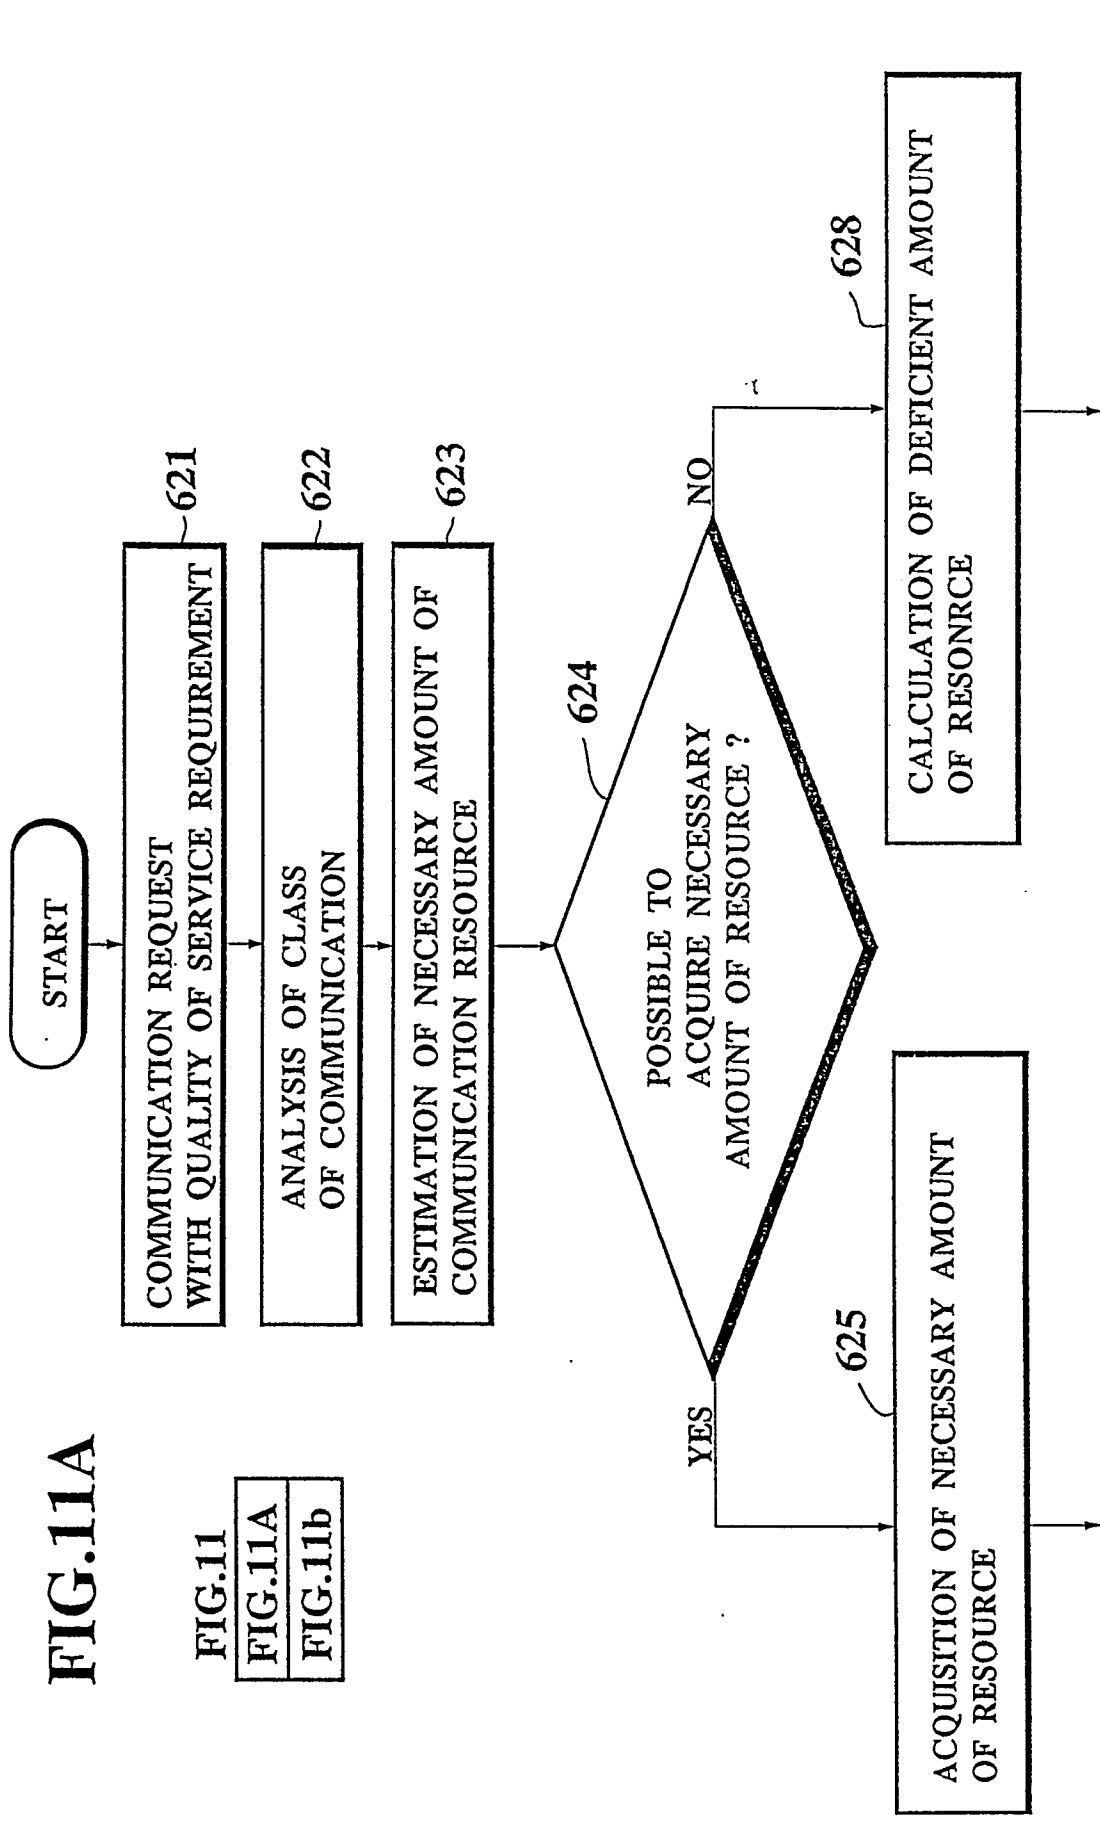 FIG.11A
FIG.11
FIG.11A
FIG.11b
START
COMMUNICATION REQUEST
WITH QUALITY OF SERVICE REQUIREMENT
621
ANALYSIS OF CLASS
OF COMMUNICATION
622
ESTIMATION OF NECESSARY AMOUNT OF
COMMUNICATION RESOURCE
623
624
POSSIBLE TO
ACQUIRE NECESSARY
AMOUNT OF RESOURCE ?
YES
NO
625
ACQUISITION OF NECESSARY AMOUNT
OF RESOURCE
628
CALCULATION OF DEFICIENT AMOUNT
OF RESONRCE